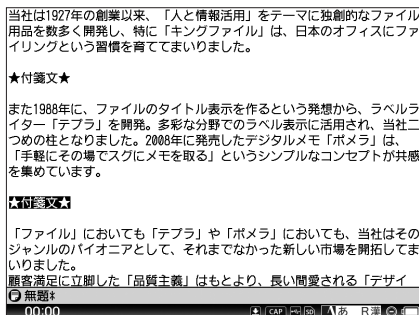 当社は1927年の創業以来、「人と情報活用」をテーマに独創的なファイル
用品を数多く開発し、特に「キングファイル」は、日本のオフィスにファ
イリングという習慣を育ててまいりました。
★付箋文★
また1988年に、ファイルのタイトル表示を作るという発想から、ラベルラ
イター「テプラ」を開発。多彩な分野でのラベル表示に活用され、当社二
つめの柱となりました。2008年に発売したデジタルメモ「ポメラ」は、
「手軽にその場でスグにメモを取る」というシンプルなコンセプトが共感
を集めています。
★付箋文★
「ファイル」においても「テプラ」や「ポメラ」においても、当社はその
ジャンルのパイオニアとして、それまでなかった新しい市場を開拓してま
いりました。
顧客満足に立脚した「品質主義」はもとより、長い間愛される「デザイ
無題*
00:00 CAP SD あ R漢